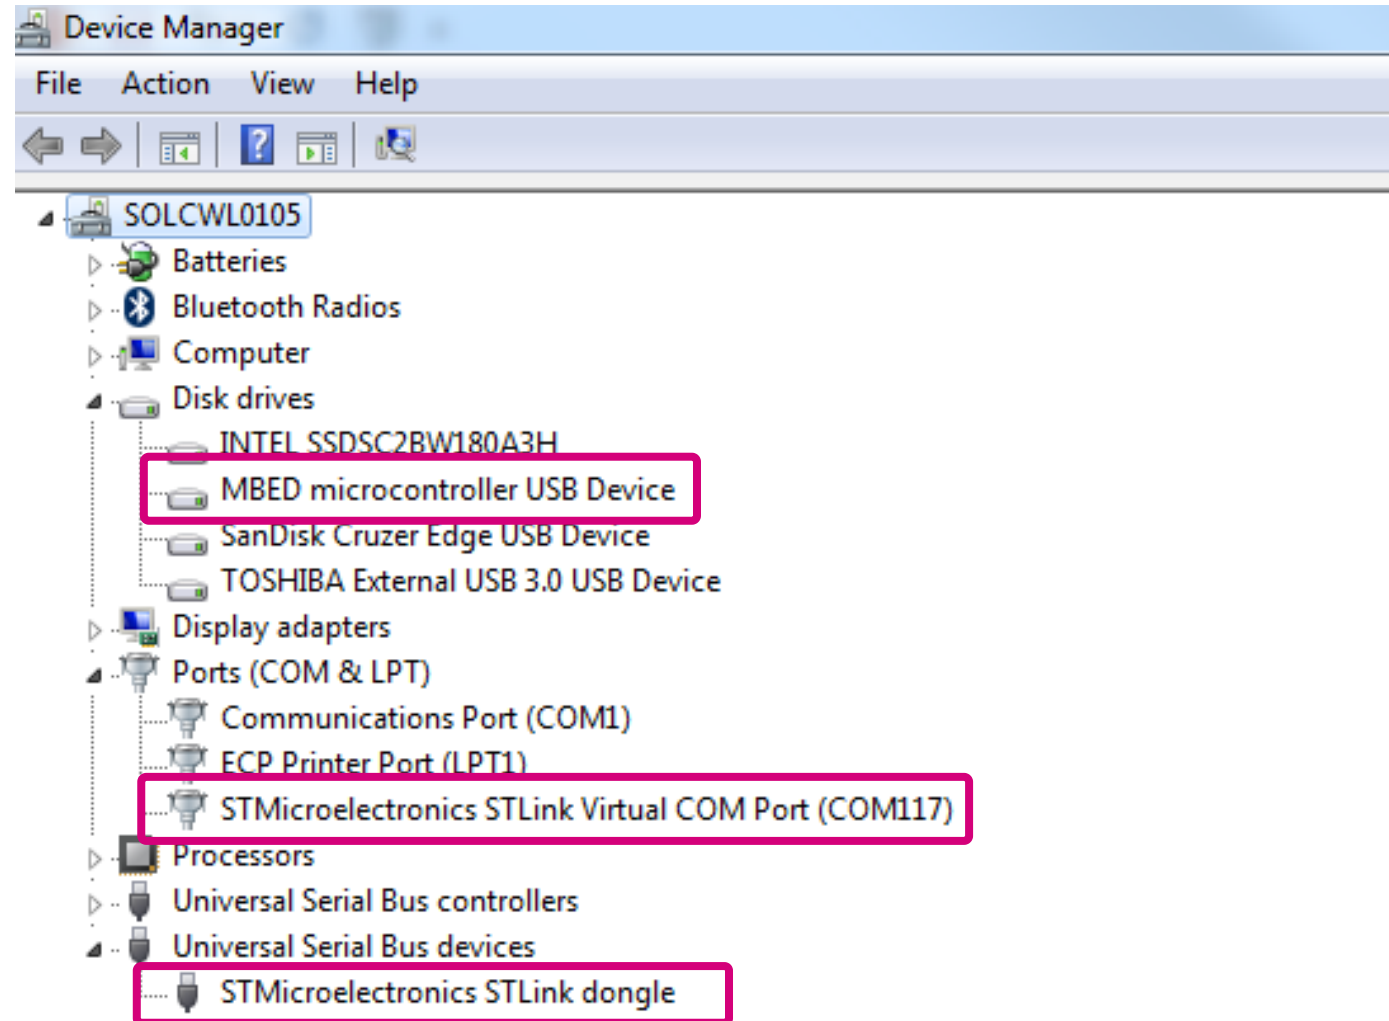 Device Manager
File Action View Help
SOLCWL0105
Batteries
Bluetooth Radios
Computer
Disk drives
INTEL SSDSC2BW180A3H
MBED microcontroller USB Device
SanDisk Cruzer Edge USB Device
TOSHIBA External USB 3.0 USB Device
Display adapters
Ports (COM & LPT)
Communications Port (COM1)
ECP Printer Port (LPT1)
STMicroelectronics STLink Virtual COM Port (COM117)
Processors
Universal Serial Bus controllers
Universal Serial Bus devices
STMicroelectronics STLink dongle